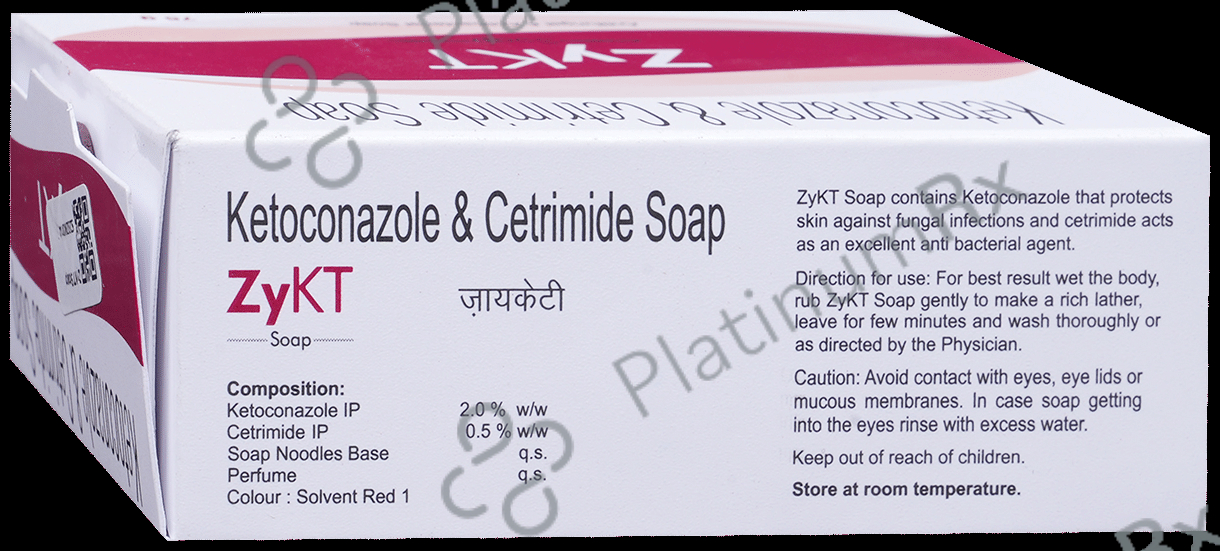 75 g
ZyKT
Ketoconazole & Cetrimide Soap
Ketoconazole & Cetrimide Soap
ZyKT
Soap
ज़ायकेटी
Composition:
Ketoconazole IP 2.0 % w/w
Cetrimide IP 0.5 % w/w
Soap Noodles Base q.s.
Perfume q.s.
Colour : Solvent Red 1
ZyKT Soap contains Ketoconazole that protects
skin against fungal infections and cetrimide acts
as an excellent anti bacterial agent.
Direction for use: For best result wet the body,
rub ZyKT Soap gently to make a rich lather,
leave for few minutes and wash thoroughly or
as directed by the Physician.
Caution: Avoid contact with eyes, eye lids or
mucous membranes. In case soap getting
into the eyes rinse with excess water.
Keep out of reach of children.
Store at room temperature.
Ketoconazole & Cetrimide Soap
PlatinumRx